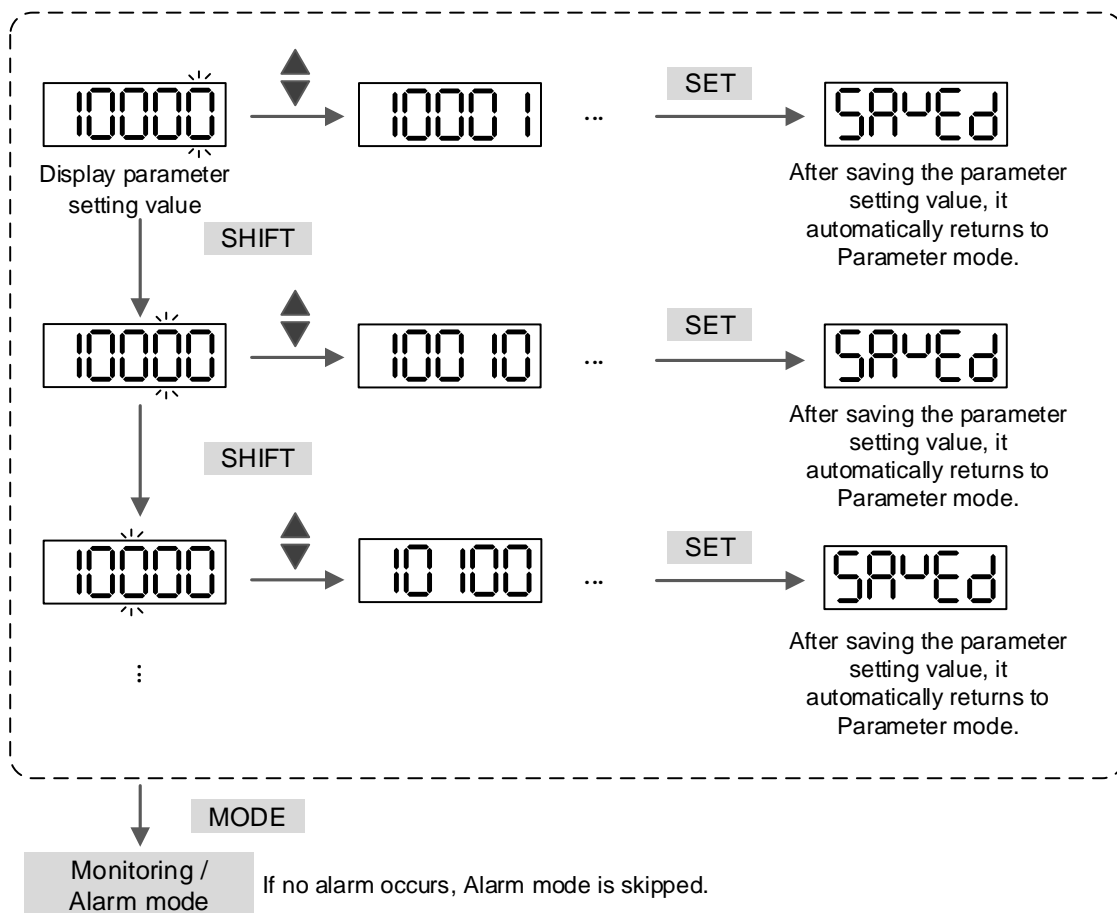 10000
10001
...
SET
SAvEd
Display parameter
setting value
After saving the parameter
setting value, it
automatically returns to
Parameter mode.
SHIFT
10000
10010
...
SET
SAvEd
After saving the parameter
setting value, it
automatically returns to
Parameter mode.
SHIFT
10000
10100
...
SET
SAvEd
After saving the parameter
setting value, it
automatically returns to
Parameter mode.
...
MODE
Monitoring /
Alarm mode
If no alarm occurs, Alarm mode is skipped.